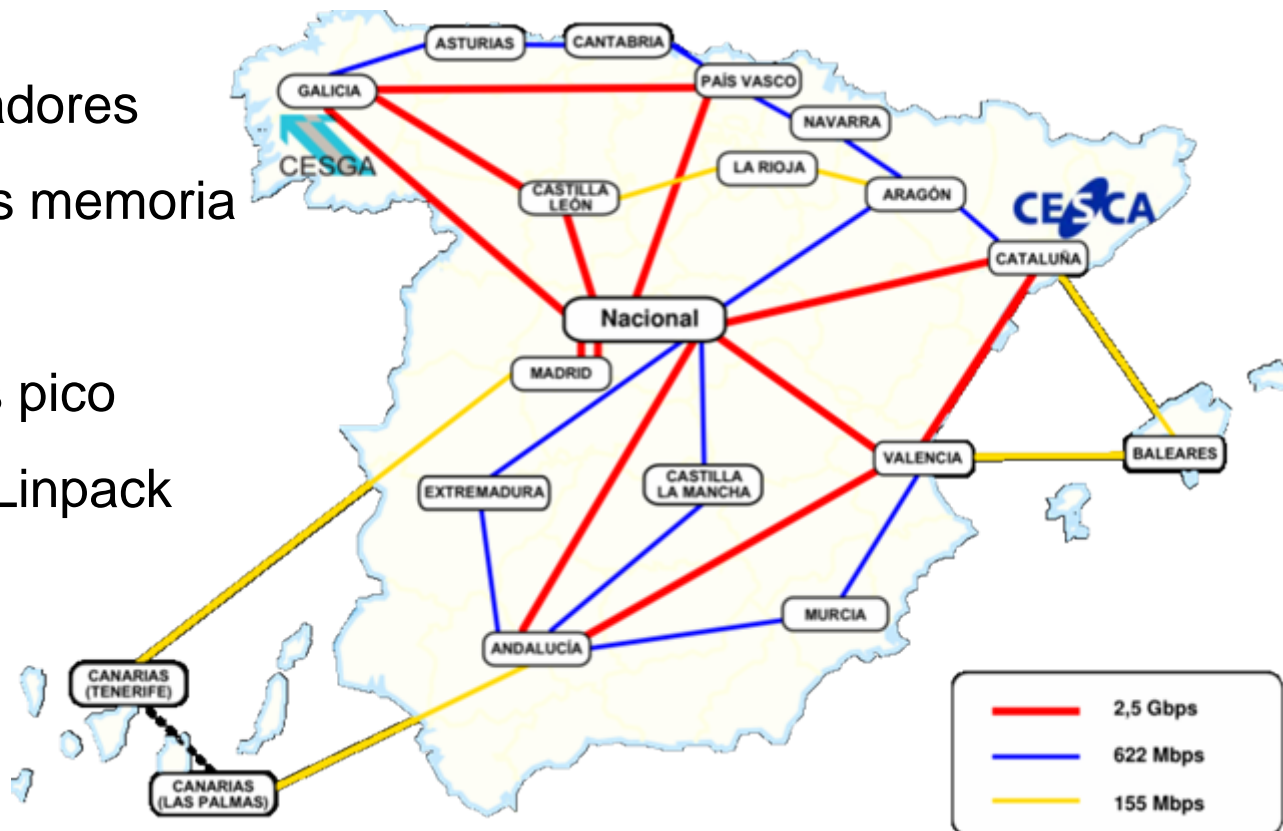 adores
s memoria
s pico
Linpack
ASTURIAS
CANTABRIA
GALICIA
PAÍS VASCO
NAVARRA
CESGA
LA RIOJA
CASTILLA
LEÓN
ARAGÓN
CESCA
CATALUÑA
Nacional
MADRID
VALENCIA
BALEARES
EXTREMADURA
CASTILLA
LA MANCHA
MURCIA
ANDALUCÍA
CANARIAS
(TENERIFE)
CANARIAS
(LAS PALMAS)
2,5 Gbps
622 Mbps
155 Mbps